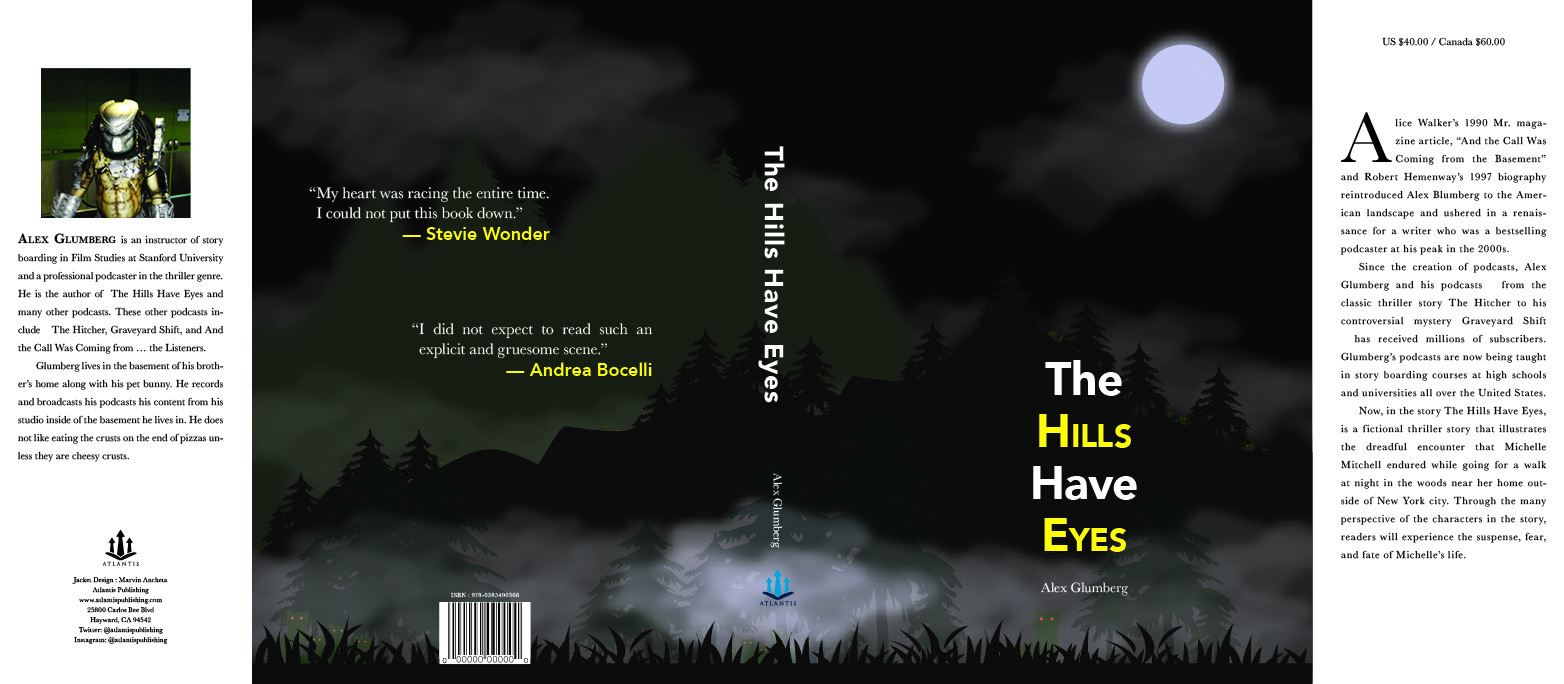 ALEX GLUMBERG is an instructor of story
boarding in Film Studies at Stanford University
and a professional podcaster in the thriller genre.
He is the author of The Hills Have Eyes and
many other podcasts. These other podcasts in-
clude The Hitcher, Graveyard Shift, and And
the Call Was Coming from … the Listeners.
Glumberg lives in the basement of his broth-
er's home along with his pet bunny. He records
and broadcasts his podcasts his content from his
studio inside of the basement he lives in. He does
not like eating the crusts on the end of pizzas un-
less they are cheesy crusts.
ATLANTIS
Jacket Design : Marvin Ancheta
Atlantis Publishing
www.atlantispublishing.com
25800 Carlos Bee Blvd
Hayward, CA 94542
Twitter: @atlantispublishing
Instagram: @atlantispublishing
“My heart was racing the entire time.
I could not put this book down.”
— Stevie Wonder
“I did not expect to read such an
explicit and gruesome scene.”
— Andrea Bocelli
ISBN : 978-0385490368
0 00000 00000 0
The Hills Have Eyes
Alex Glumberg
ATLANTIS
The
HILLS
Have
EYES
Alex Glumberg
US $40.00 / Canada $60.00
Alice Walker's 1990 Mr. maga-
zine article, “And the Call Was
Coming from the Basement”
and Robert Hemenway's 1997 biography
reintroduced Alex Blumberg to the Amer-
ican landscape and ushered in a renais-
sance for a writer who was a bestselling
podcaster at his peak in the 2000s.
Since the creation of podcasts, Alex
Glumberg and his podcasts from the
classic thriller story The Hitcher to his
controversial mystery Graveyard Shift
has received millions of subscribers.
Glumberg's podcasts are now being taught
in story boarding courses at high schools
and universities all over the United States.
Now, in the story The Hills Have Eyes,
is a fictional thriller story that illustrates
the dreadful encounter that Michelle
Mitchell endured while going for a walk
at night in the woods near her home out-
side of New York city. Through the many
perspective of the characters in the story,
readers will experience the suspense, fear,
and fate of Michelle's life.